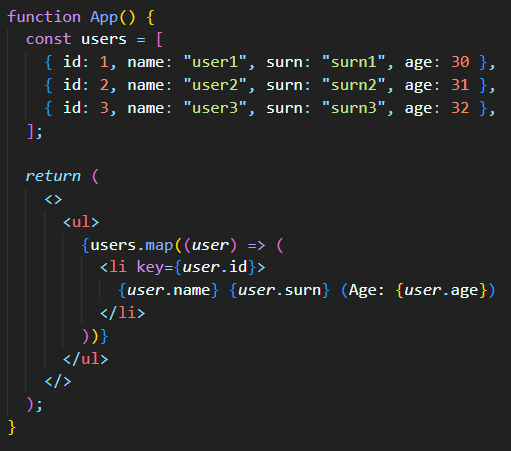 function App() {
  const users = [
    { id: 1, name: "user1", surn: "surn1", age: 30 },
    { id: 2, name: "user2", surn: "surn2", age: 31 },
    { id: 3, name: "user3", surn: "surn3", age: 32 },
  ];

  return (
    <>
      <ul>
        {users.map((user) => (
          <li key={user.id}>
            {user.name} {user.surn} (Age: {user.age})
          </li>
        ))}
      </ul>
    </>
  );
}